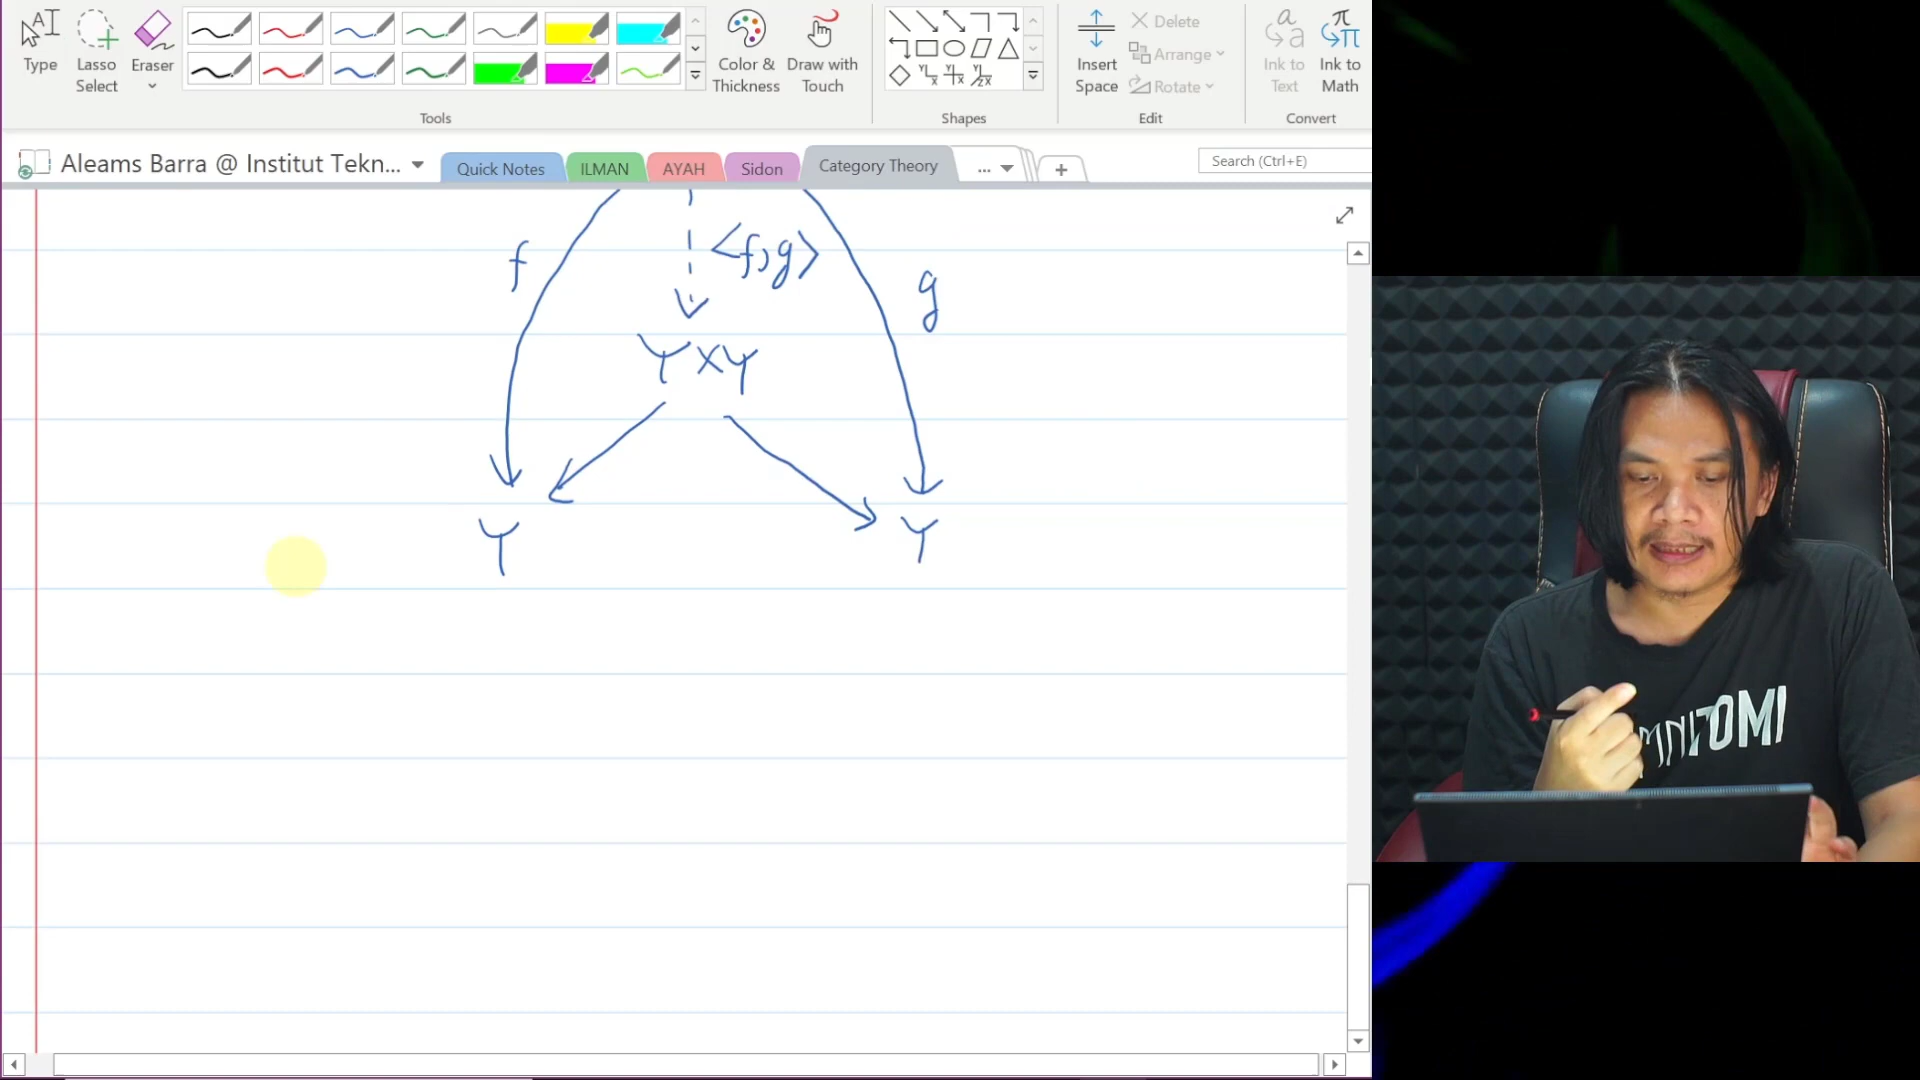 Type
Lasso Select
Eraser
Color & Thickness
Draw with Touch
Insert Space
Delete
Arrange
Rotate
Ink to Text
Ink to Math
Tools
Shapes
Edit
Convert
Aleams Barra @ Institut Tekn...
Quick Notes
ILMAN
AYAH
Sidon
Category Theory
...
+
Search (Ctrl+E)
f
<f,g>
g
Y×Y
Y
Y